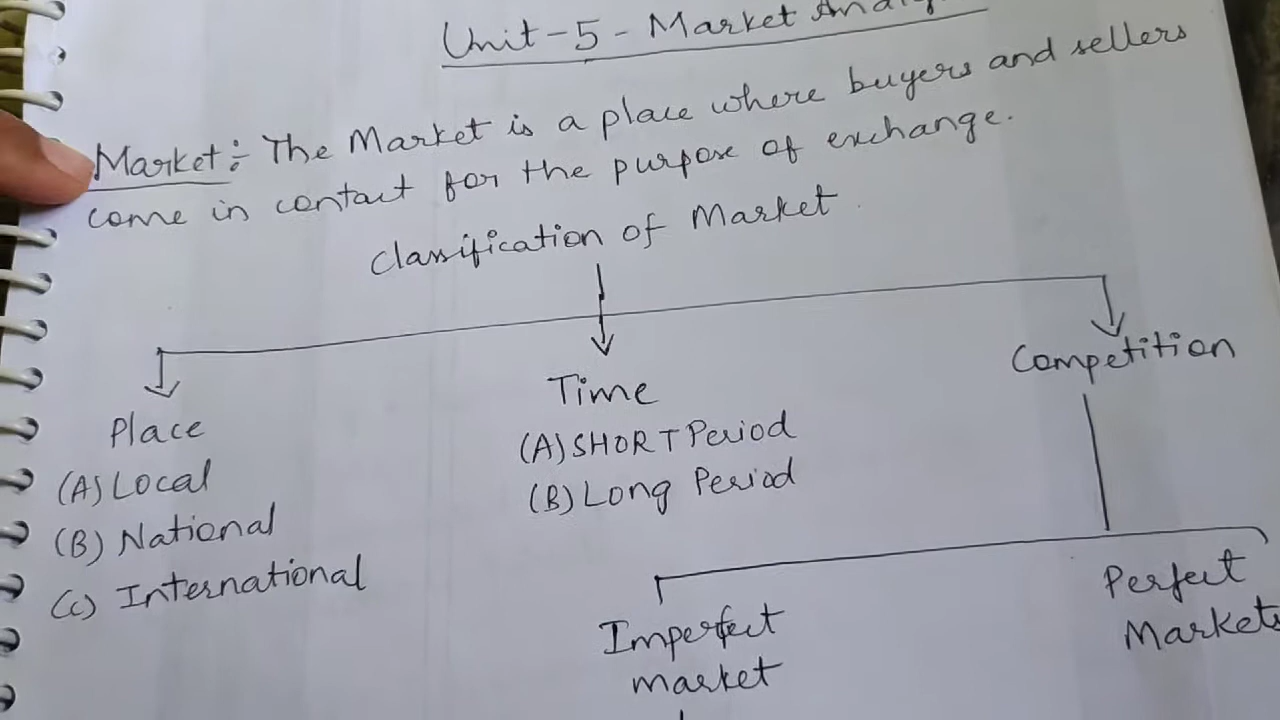 Unit-5 - Market
Market:- The Market is a place where buyers and sellers
come in contact for the purpose of exchange.
Classification of Market
Place
(A) Local
(B) National
(C) International
Time
(A) SHORT Period
(B) Long Period
Competition
Imperfect
market
Perfect
Markets